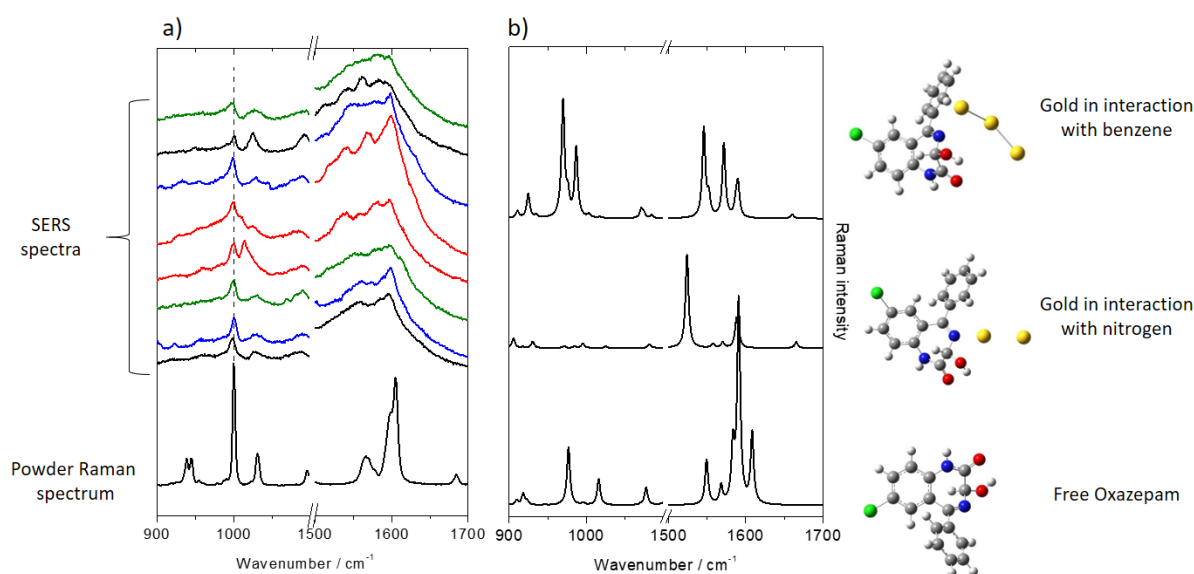 a)
b)
SERS
spectra
Powder Raman
spectrum
900
1000
1500
1600
1700
Wavenumber / cm⁻¹
900
1000
1500
1600
1700
Wavenumber / cm⁻¹
Raman intensity
Gold in interaction
with benzene
Gold in interaction
with nitrogen
Free Oxazepam